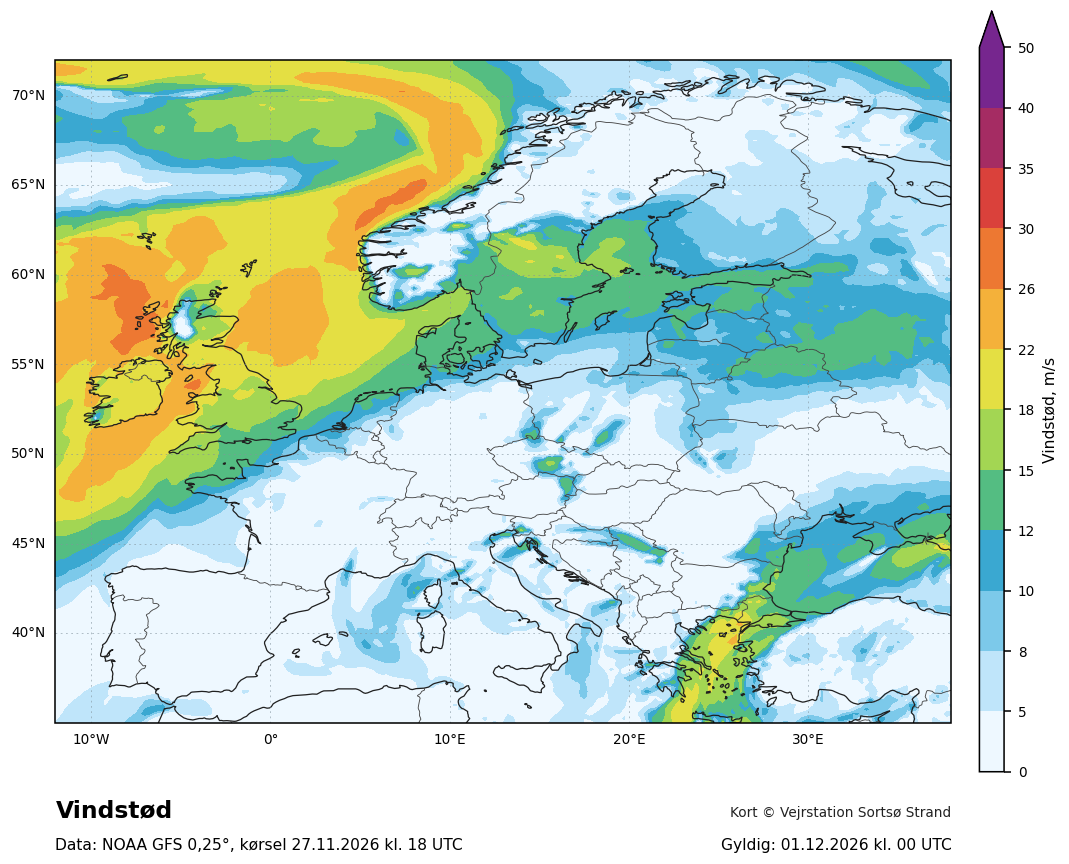 70°N
65°N
60°N
55°N
50°N
45°N
40°N
10°W
0°
10°E
20°E
30°E
50
40
35
30
26
22
18
15
12
10
8
5
0
Vindstød, m/s
Vindstød
Kort © Vejrstation Sortsø Strand
Data: NOAA GFS 0,25°, kørsel 27.11.2026 kl. 18 UTC
Gyldig: 01.12.2026 kl. 00 UTC